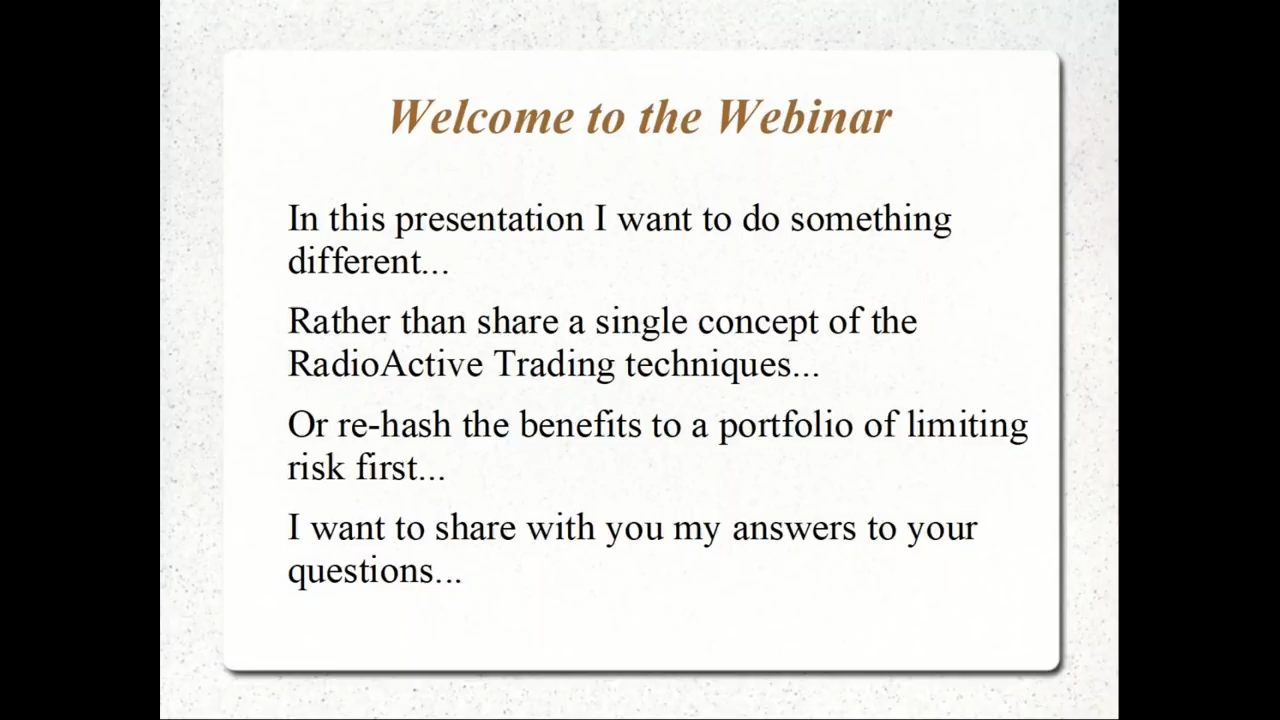 Welcome to the Webinar
In this presentation I want to do something
different...
Rather than share a single concept of the
RadioActive Trading techniques...
Or re-hash the benefits to a portfolio of limiting
risk first...
I want to share with you my answers to your
questions...